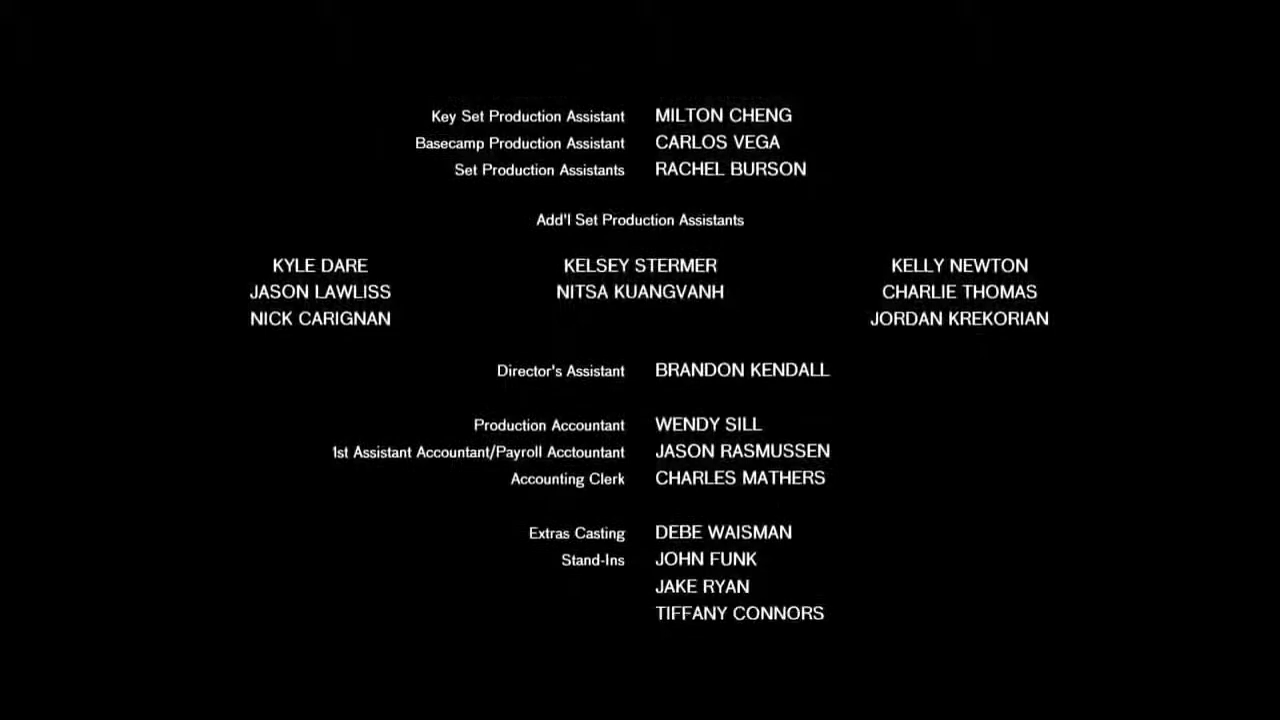 Key Set Production Assistant MILTON CHENG
Basecamp Production Assistant CARLOS VEGA
Set Production Assistants RACHEL BURSON
Add'l Set Production Assistants
KYLE DARE KELSEY STERMER KELLY NEWTON
JASON LAWLISS NITSA KUANGVANH CHARLIE THOMAS
NICK CARIGNAN JORDAN KREKORIAN
Director's Assistant BRANDON KENDALL
Production Accountant WENDY SILL
1st Assistant Accountant/Payroll Acctountant JASON RASMUSSEN
Accounting Clerk CHARLES MATHERS
Extras Casting DEBE WAISMAN
Stand-Ins JOHN FUNK
JAKE RYAN
TIFFANY CONNORS